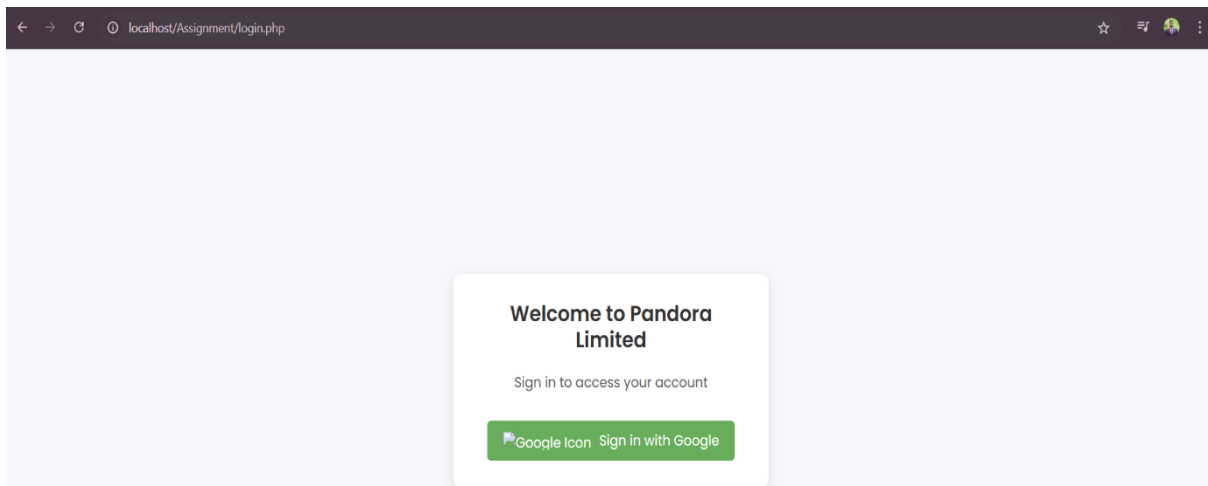 localhost/Assignment/login.php
Welcome to Pandora
Limited
Sign in to access your account
Google Icon Sign in with Google